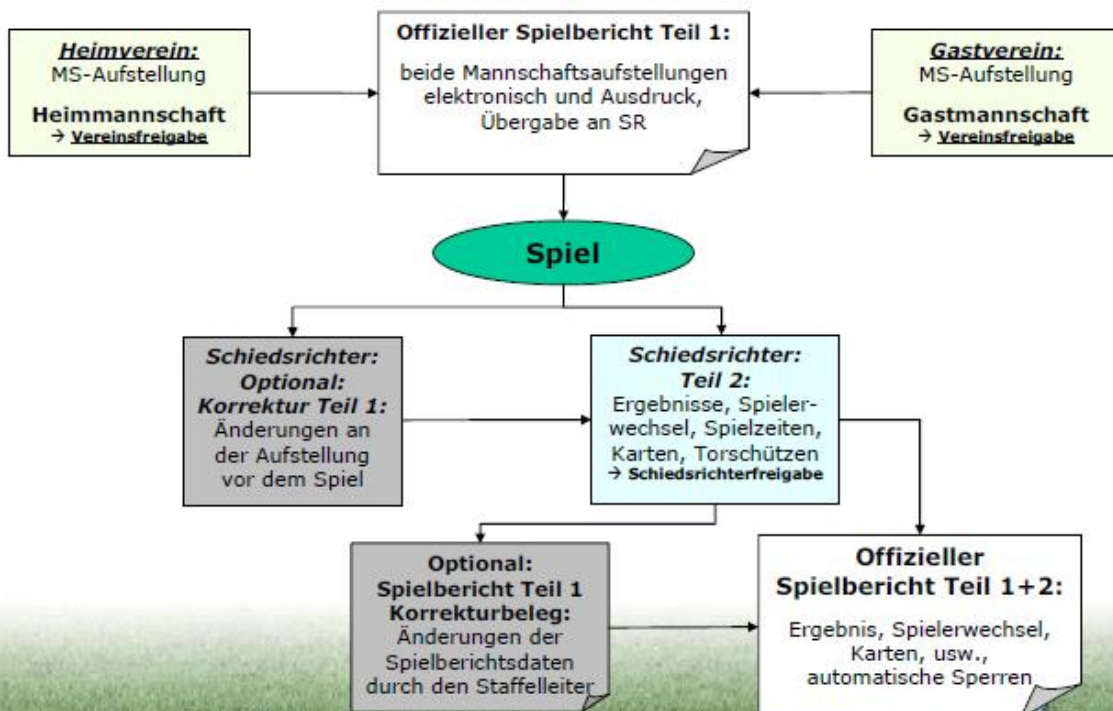 Heimverein:
MS-Aufstellung
Heimmannschaft
→ Vereinsfreigabe
Offizieller Spielbericht Teil 1:
beide Mannschaftsaufstellungen
elektronisch und Ausdruck,
Übergabe an SR
Gastverein:
MS-Aufstellung
Gastmannschaft
→ Vereinsfreigabe
Spiel
Schiedsrichter:
Optional:
Korrektur Teil 1:
Änderungen an
der Aufstellung
vor dem Spiel
Schiedsrichter:
Teil 2:
Ergebnisse, Spieler-
wechsel, Spielzeiten,
Karten, Torschützen
→ Schiedsrichterfreigabe
Optional:
Spielbericht Teil 1
Korrekturbeleg:
Änderungen der
Spielberichtsdaten
durch den Staffelleiter
Offizieller
Spielbericht Teil 1+2:
Ergebnis, Spielerwechsel,
Karten, usw.,
automatische Sperren